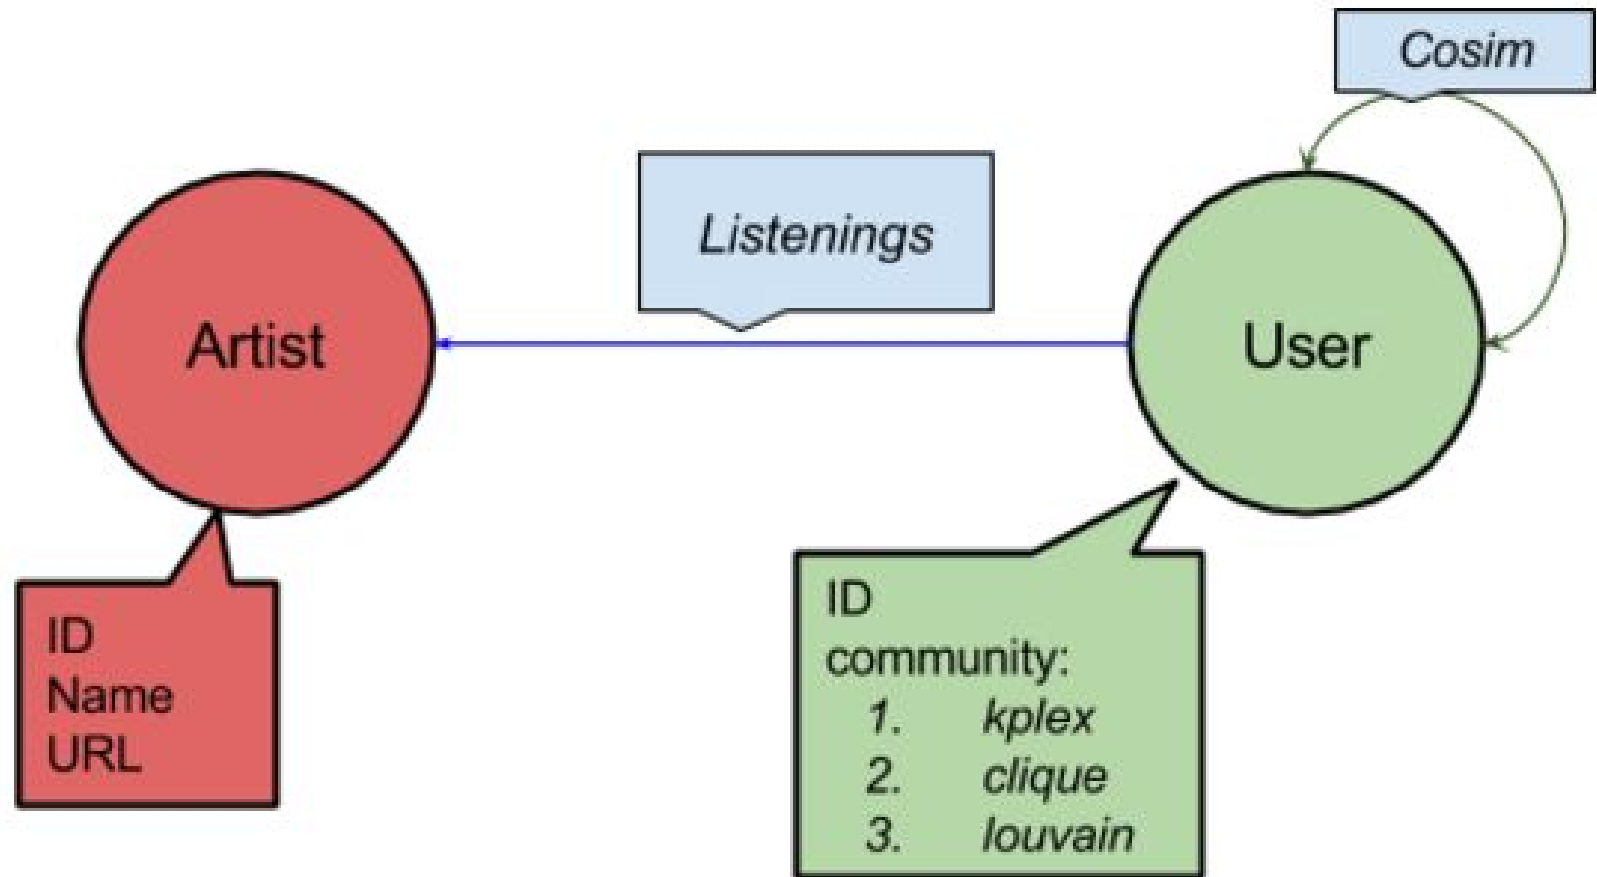 Cosim
Listenings
Artist
User
ID
Name
URL
ID
community:
1. kplex
2. clique
3. louvain